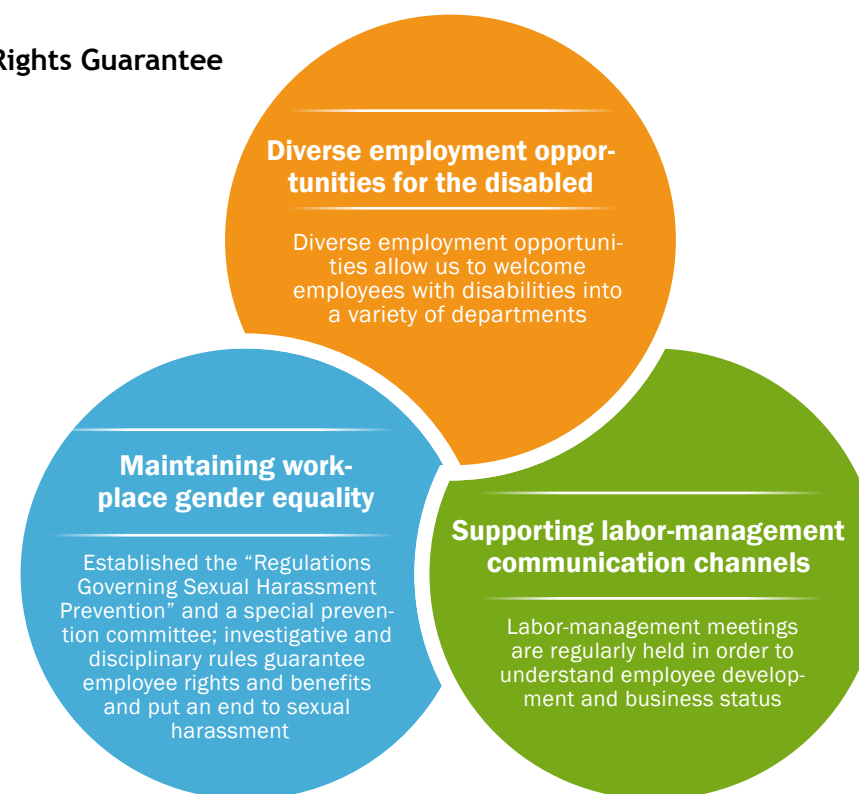 Rights Guarantee
Diverse employment oppor-
tunities for the disabled
Diverse employment opportuni-
ties allow us to welcome
employees with disabilities into
a variety of departments
Maintaining work-
place gender equality
Established the “Regulations
Governing Sexual Harassment
Prevention” and a special preven-
tion committee; investigative and
disciplinary rules guarantee
employee rights and benefits
and put an end to sexual
harassment
Supporting labor-management
communication channels
Labor-management meetings
are regularly held in order to
understand employee develop-
ment and business status